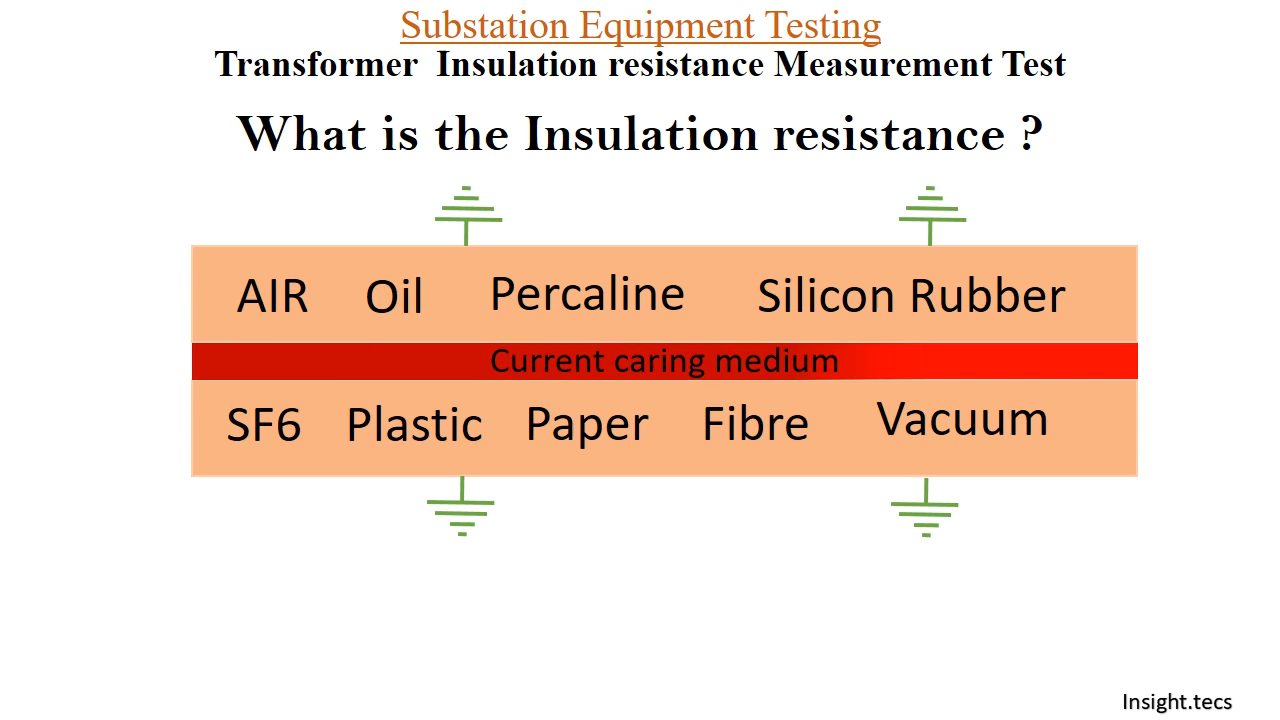 Substation Equipment Testing
Transformer Insulation resistance Measurement Test
What is the Insulation resistance ?
AIR Oil Percaline Silicon Rubber
Current caring medium
SF6 Plastic Paper Fibre Vacuum
Insight.tecs